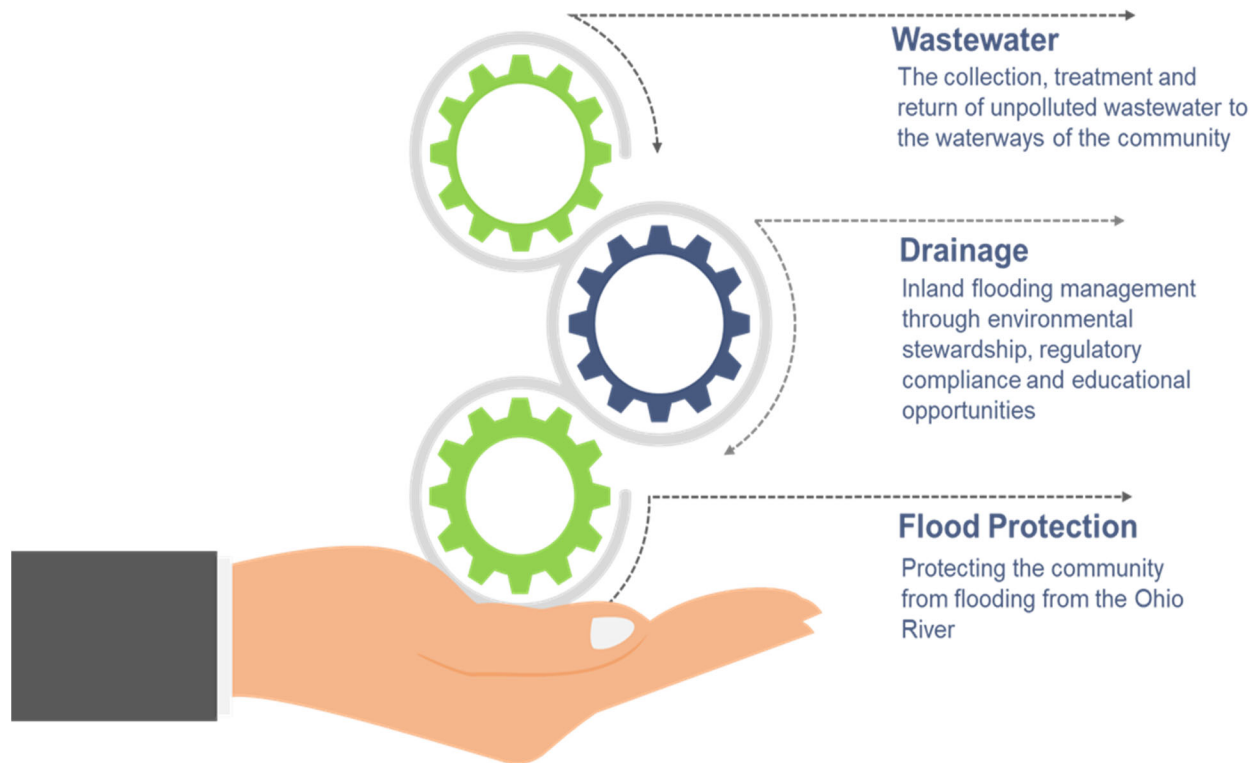 Wastewater
The collection, treatment and
return of unpolluted wastewater to
the waterways of the community
Drainage
Inland flooding management
through environmental
stewardship, regulatory
compliance and educational
opportunities
Flood Protection
Protecting the community
from flooding from the Ohio
River